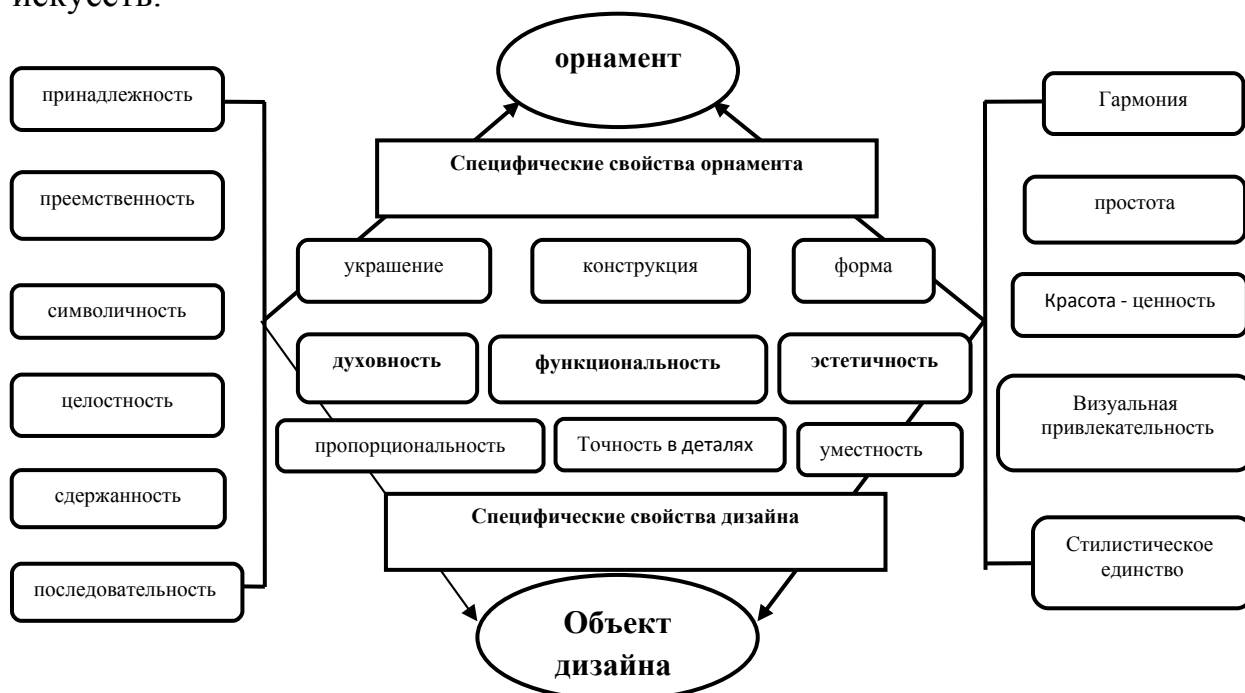 искусств.
орнамент
принадлежность
Гармония
Специфические свойства орнамента
преемственность
простота
украшение
конструкция
форма
символичность
Красота - ценность
духовность
функциональность
эстетичность
целостность
Визуальная
привлекательность
пропорциональность
Точность в деталях
уместность
сдержанность
Специфические свойства дизайна
Стилистическое
единство
последовательность
Объект
дизайна